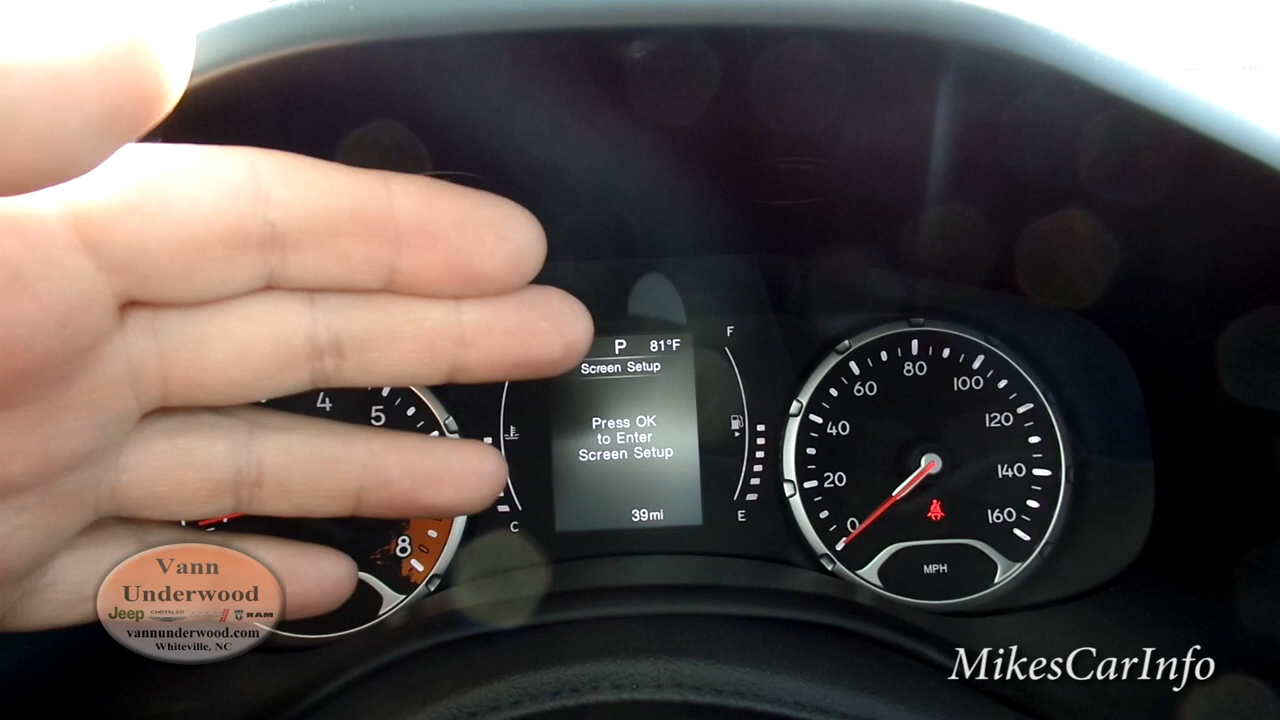 P 81°F
Screen Setup
Press OK
to Enter
Screen Setup
39mi
4
5
8
C
F
E
0
20
40
60
80
100
120
140
160
MPH
Vann
Underwood
Jeep CHRYSLER RAM
vannunderwood.com
Whiteville, NC
MikesCarInfo